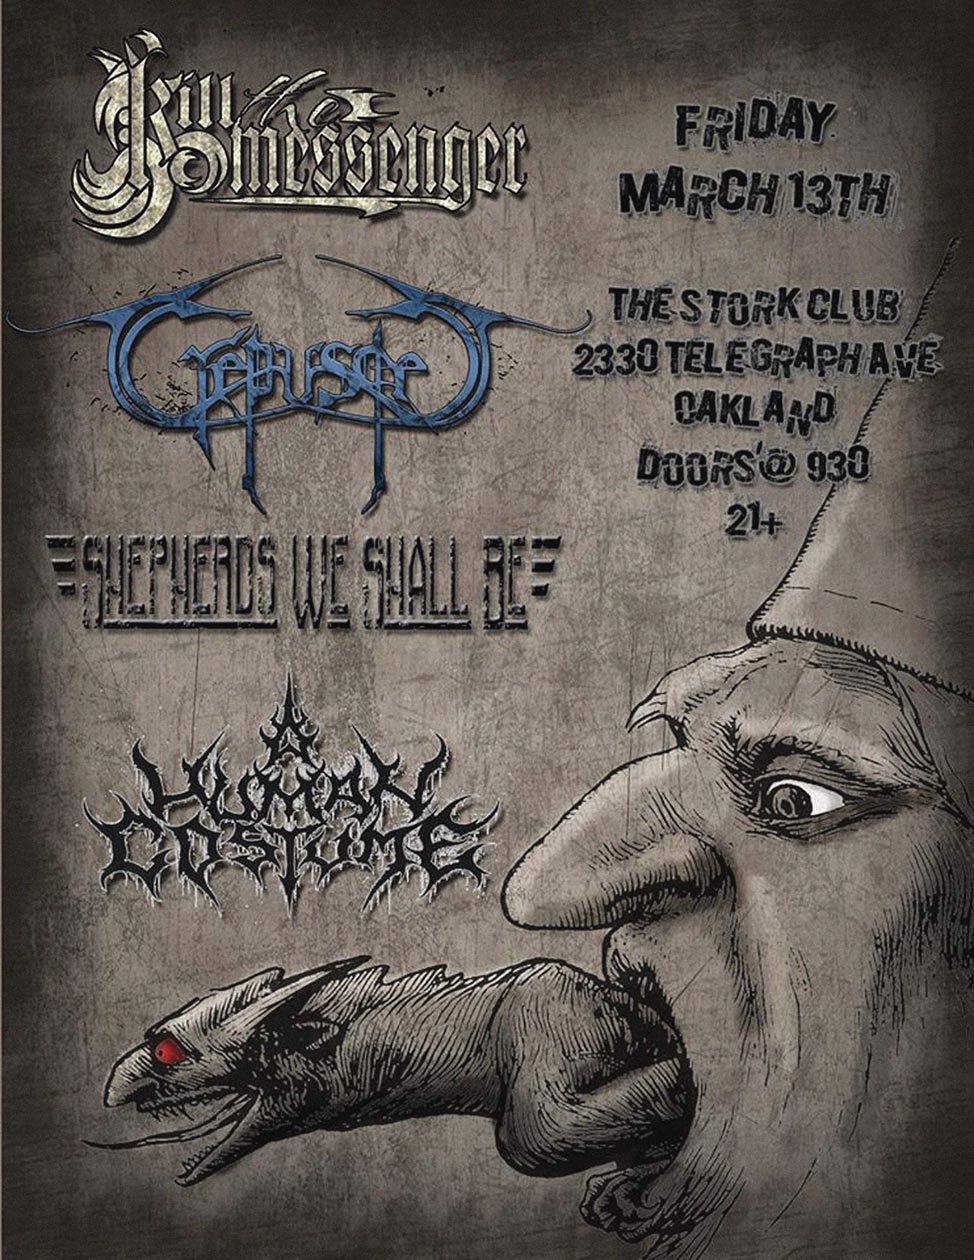 Kill the
messenger
FRIDAY
MARCH 13TH
THE STORK CLUB
2330 TELEGRAPH AVE
OAKLAND
DOORS @ 930
21+
SHEPHERDS WE SHALL BE
A
HUMAN
COSTUME